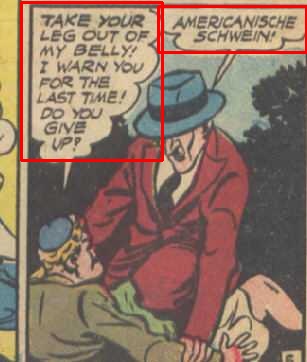 TAKE YOUR
LEG OUT OF
MY BELLY!
I WARN YOU
FOR THE
LAST TIME!
DO YOU
GIVE
UP?
AMERICANISCHE
SCHWEIN!